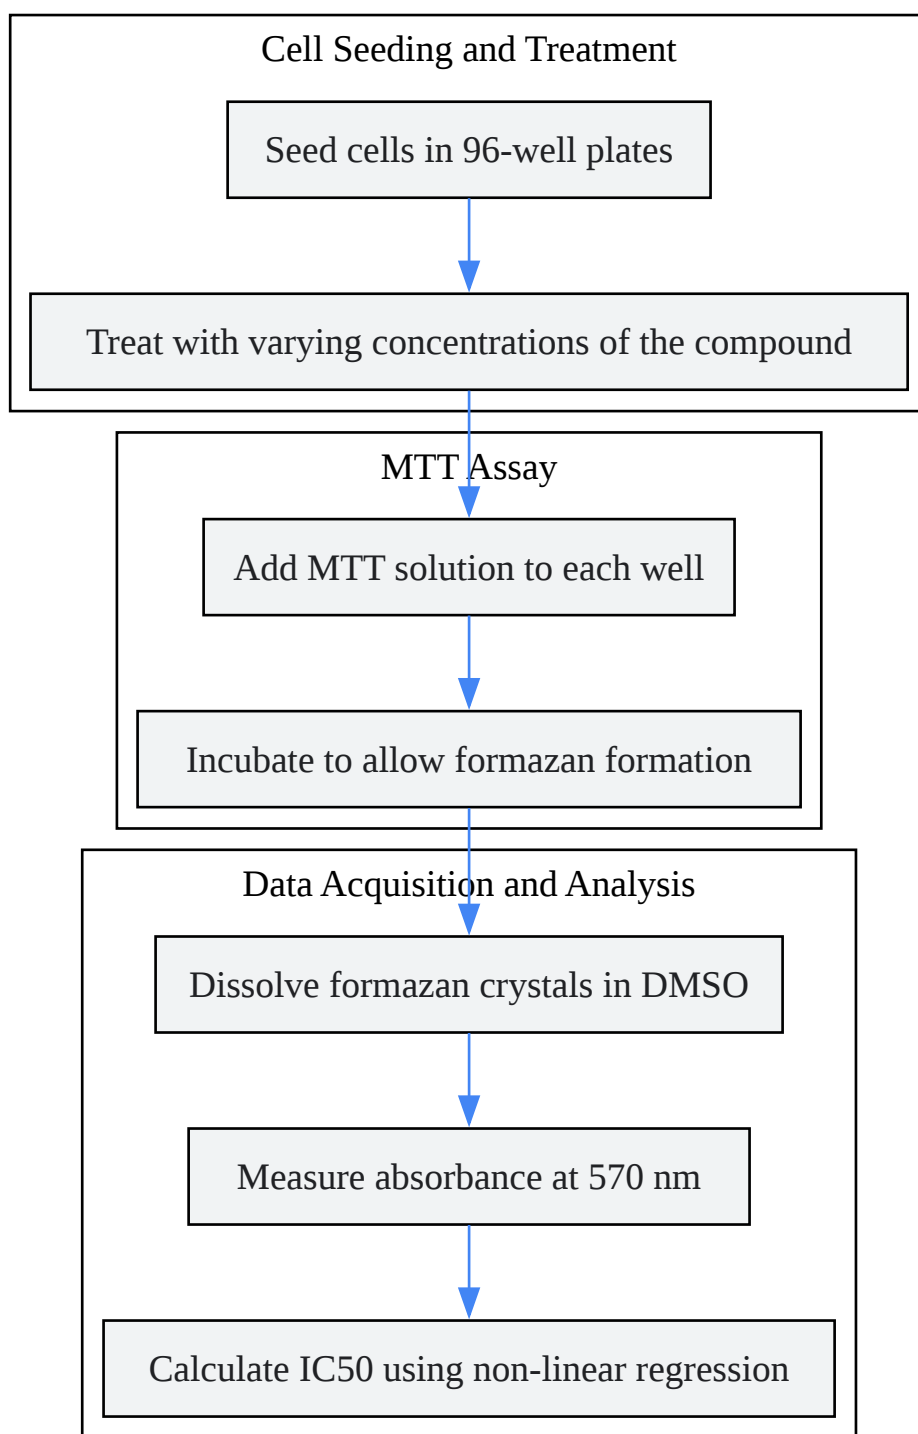 Cell Seeding and Treatment
Seed cells in 96-well plates
Treat with varying concentrations of the compound
MTT Assay
Add MTT solution to each well
Incubate to allow formazan formation
Data Acquisition and Analysis
Dissolve formazan crystals in DMSO
Measure absorbance at 570 nm
Calculate IC50 using non-linear regression